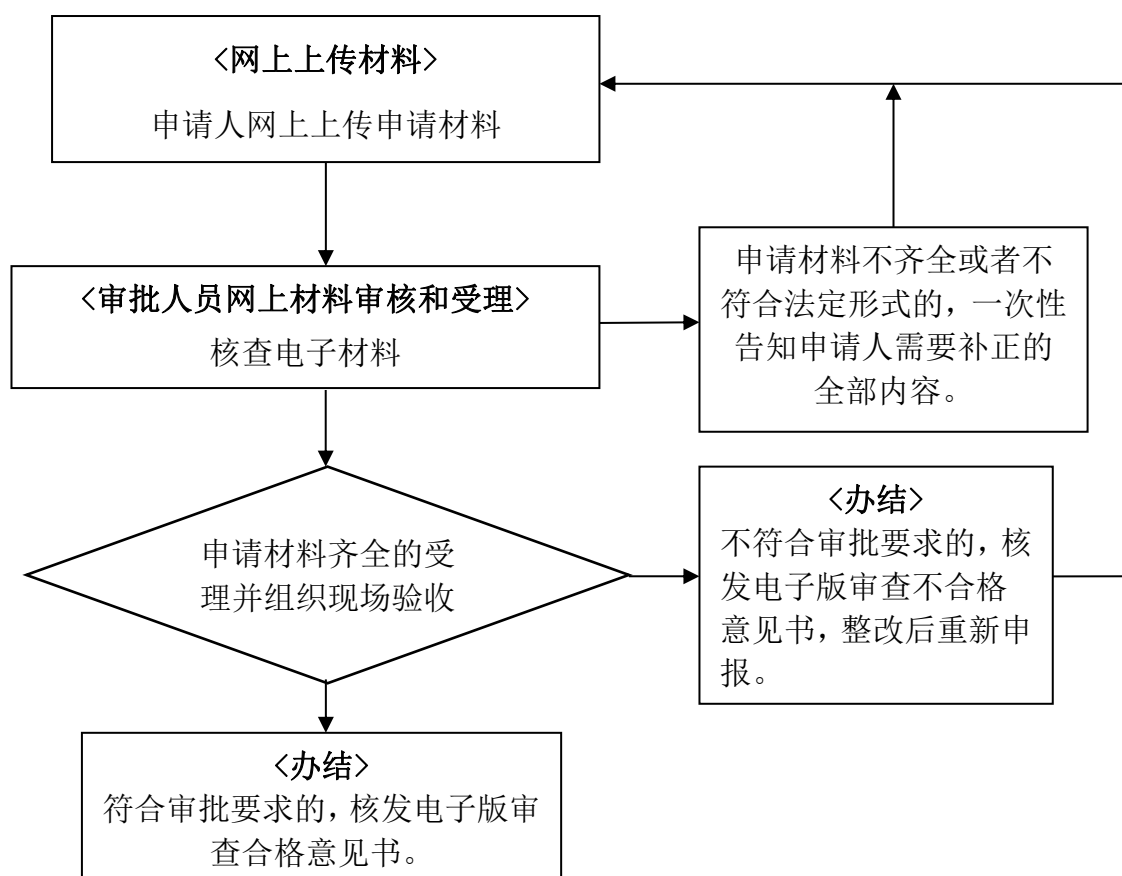 <网上上传材料>
申请人网上上传申请材料
<审批人员网上材料审核和受理>
核查电子材料
申请材料不齐全或者不
符合法定形式的，一次性
告知申请人需要补正的
全部内容。
申请材料齐全的受
理并组织现场验收
<办结>
不符合审批要求的，核
发电子版审查不合格
意见书，整改后重新申
报。
<办结>
符合审批要求的，核发电子版审
查合格意见书。